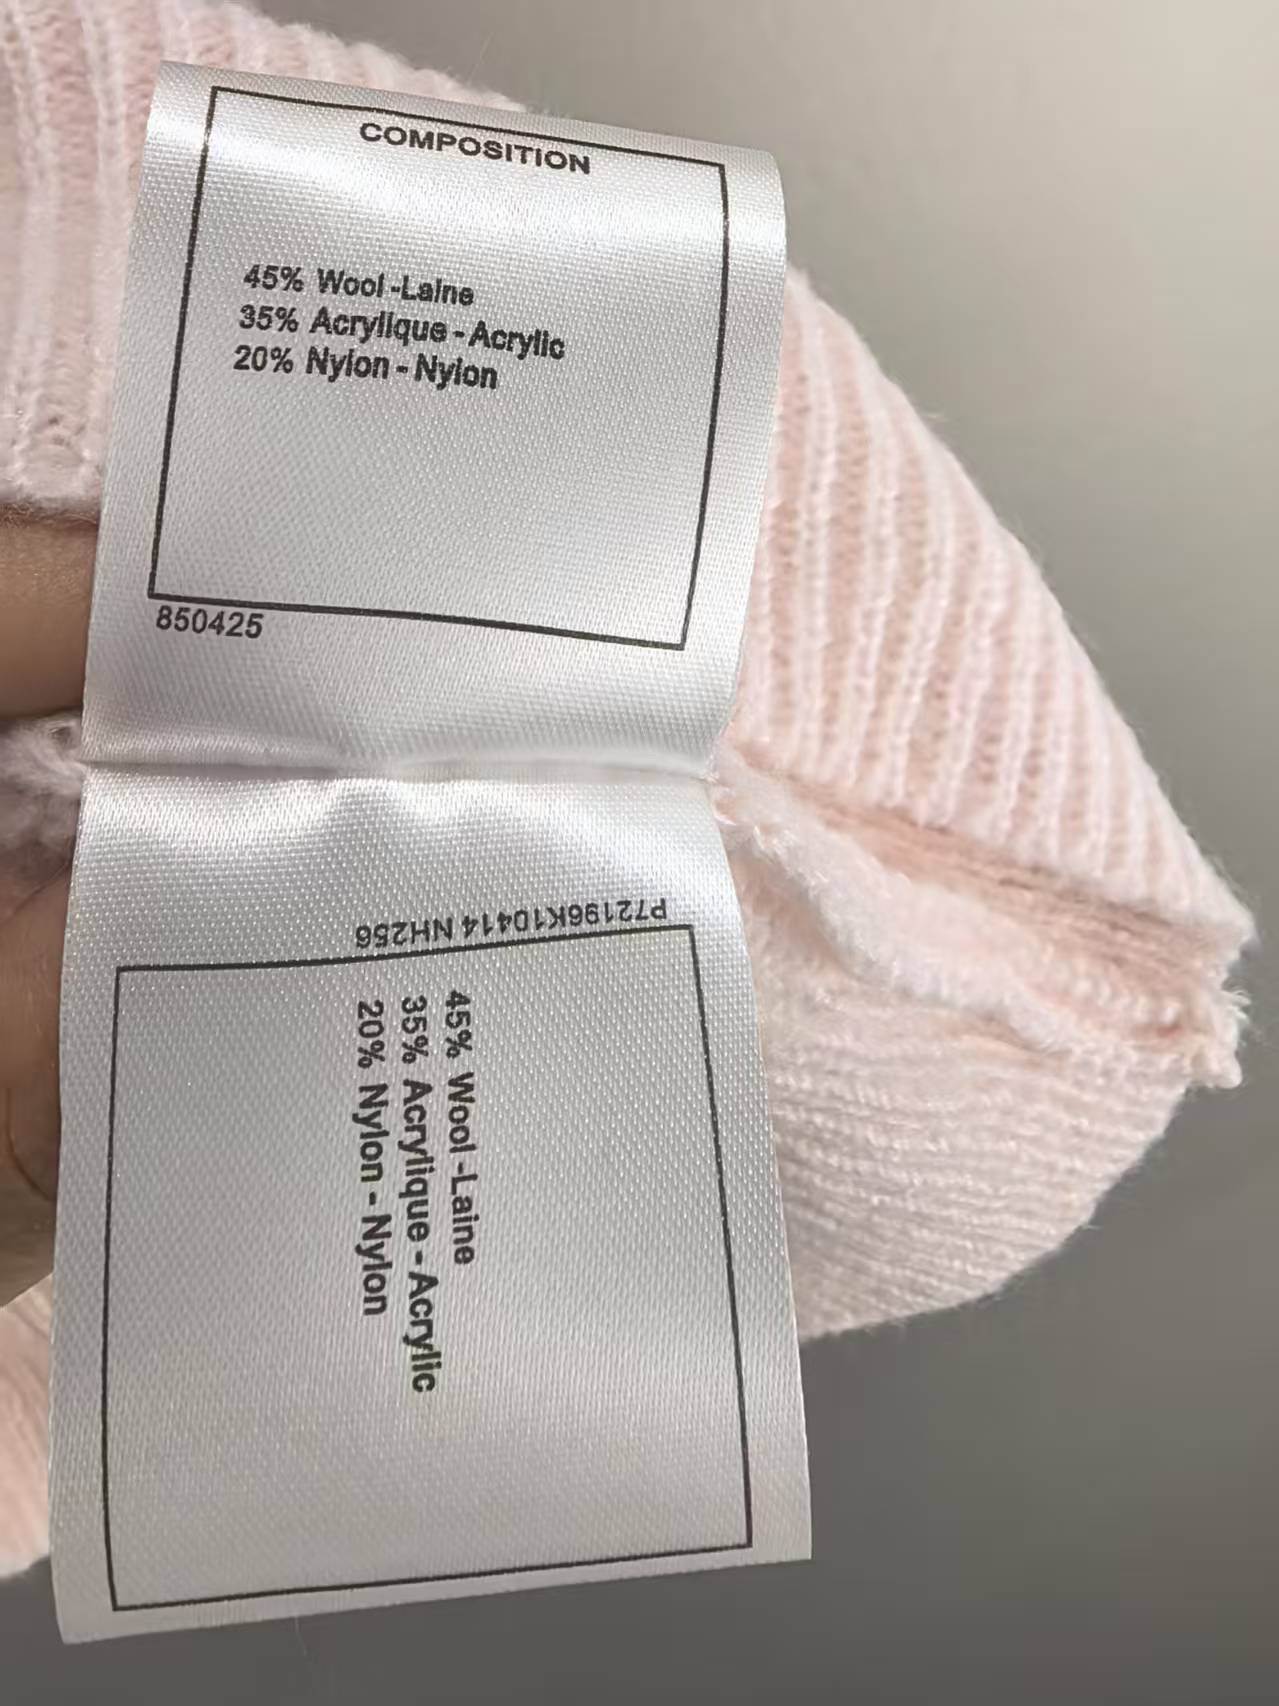 COMPOSITION
45% Wool -Laine
35% Acrylique - Acrylic
20% Nylon - Nylon
850425
P72196K10414 NH256
45% Wool -Laine
35% Acrylique - Acrylic
20% Nylon - Nylon